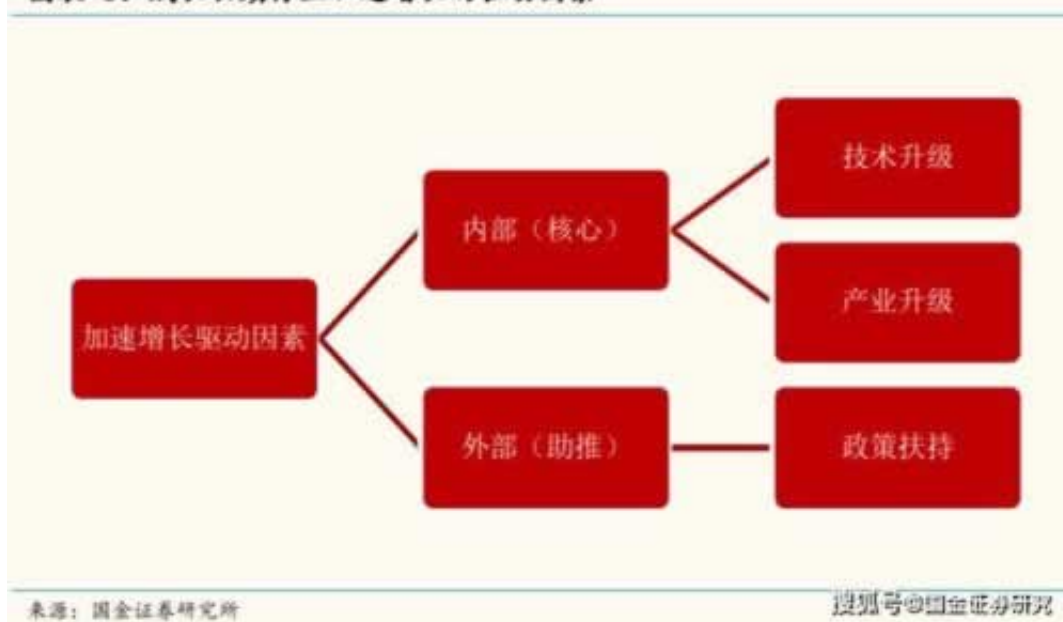 加速增长驱动因素
内部（核心）
外部（助推）
技术升级
产业升级
政策扶持
来源：国金证券研究所
搜狐号@国金证券研究